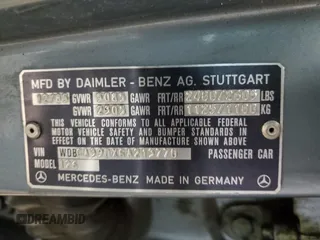 MFD BY DAIMLER - BENZ AG. STUTTGART
GVWR GAWR FRT/RR LBS
GVWR GAWR FRT/RR KG
THIS VEHICLE CONFORMS
TO ALL APPLICABLE FEDERAL
MOTOR VEHICLE
SAFETY AND BUMPER STANDARDS
IN EFFECT ON THE DATE
OF MANUFACTURE SHOWN ABOVE
VIN PASSENGER CAR
MODEL
MERCEDES-BENZ MADE IN GERMANY
DREAMBID